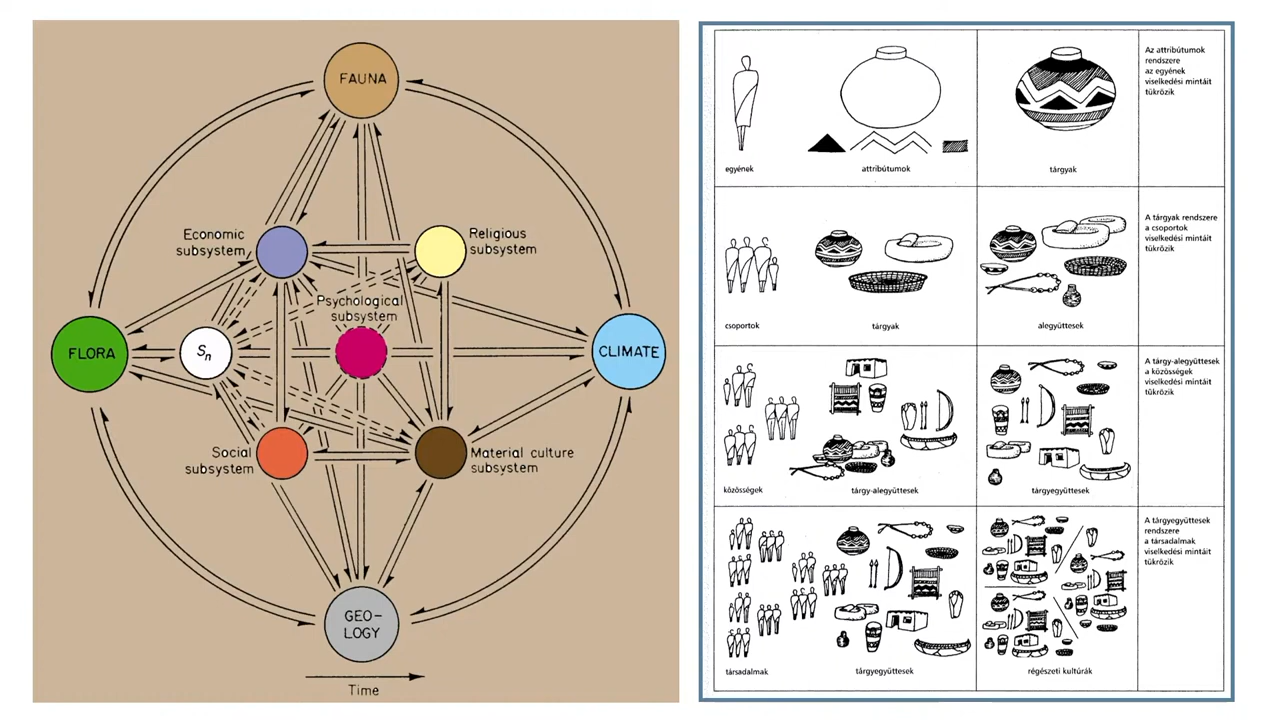 FAUNA
Economic
subsystem
Religious
subsystem
Psychological
subsystem
FLORA
Sn
CLIMATE
Social
subsystem
Material culture
subsystem
GEO-
LOGY
Time
egyének
attribútumok
tárgyak
Az attribútumok
rendszere
az egyének
viselkedési mintáit
tükrözik
csoportok
tárgyak
alegyüttesek
A tárgyak rendszere
a csoportok
viselkedési mintáit
tükrözik
közösségek
tárgy-alegyüttesek
tárgyegyüttesek
A tárgy-alegyüttesek
a közösségek
viselkedési mintáit
tükrözik
társadalmak
tárgyegyüttesek
régészeti kultúrák
A tárgyegyüttesek
rendszere
a társadalmak
viselkedési mintáit
tükrözik